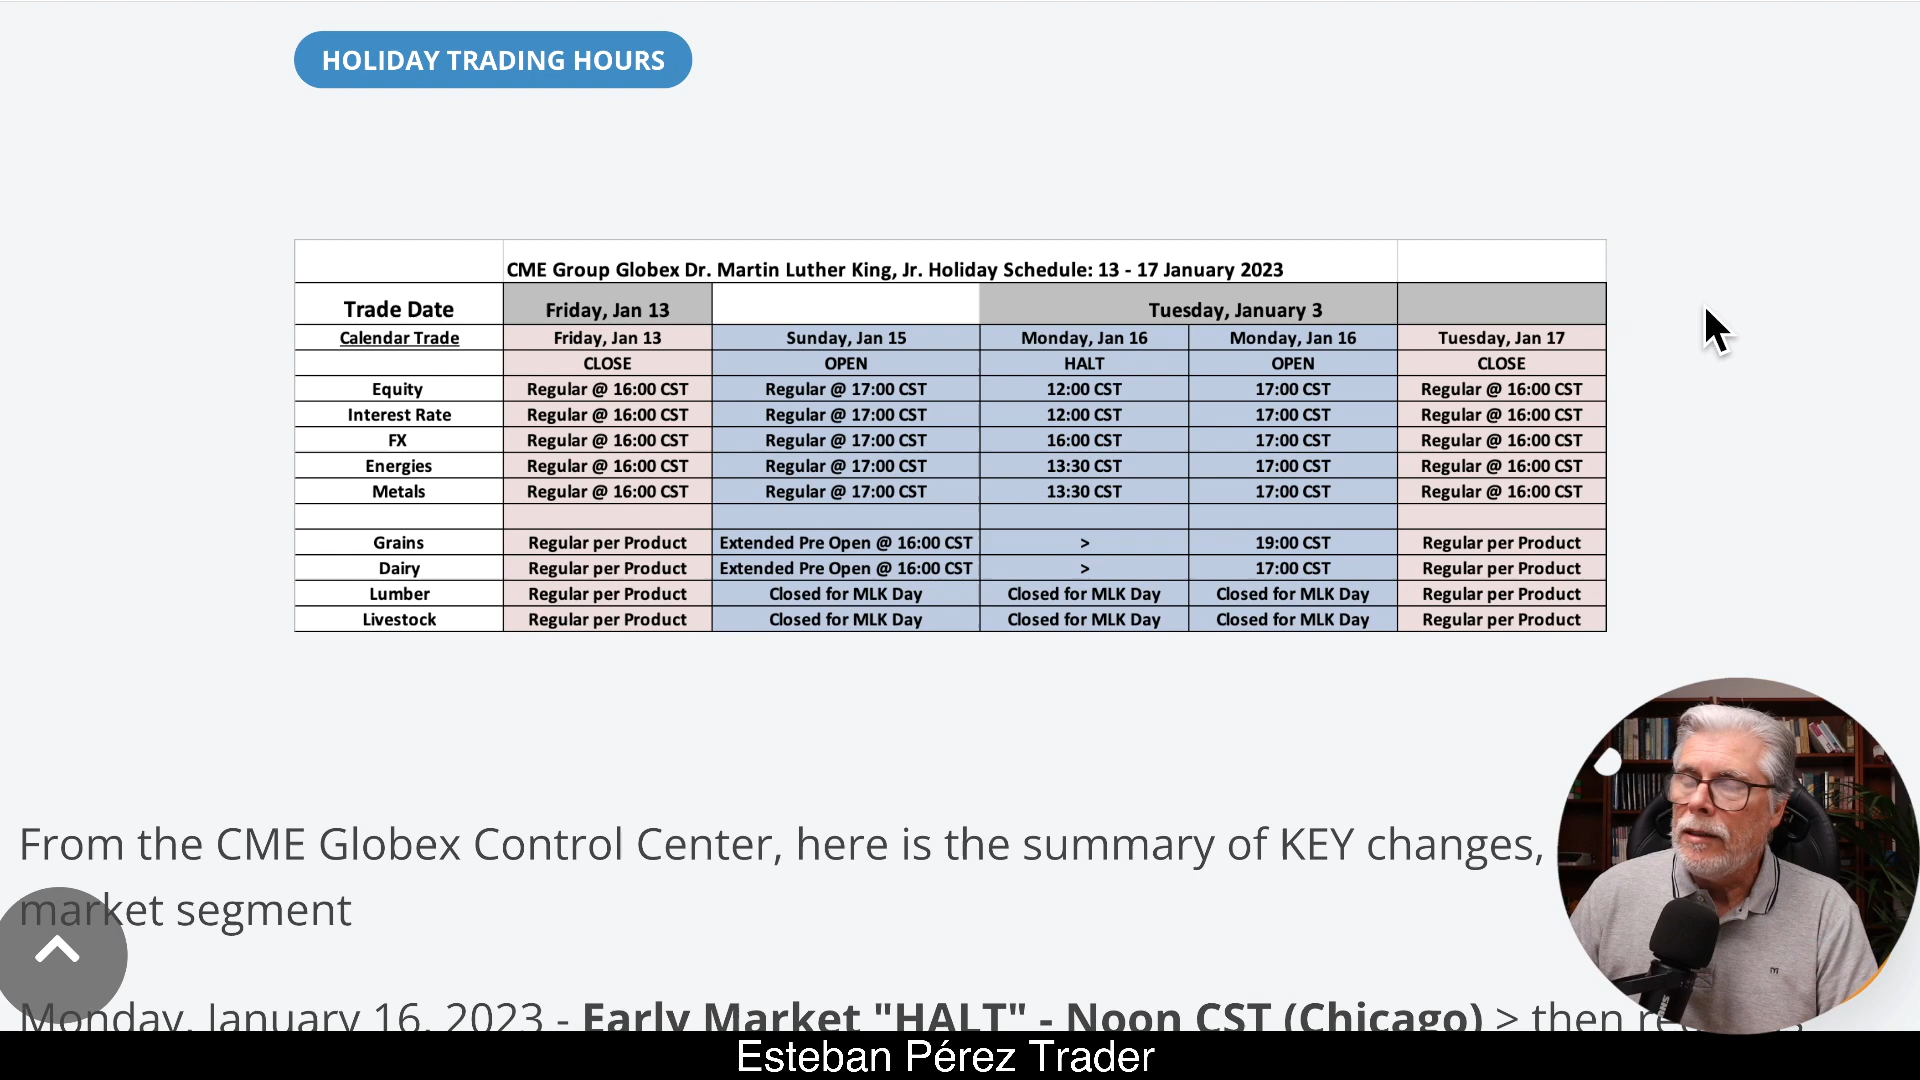 HOLIDAY TRADING HOURS
CME Group Globex Dr. Martin Luther King, Jr. Holiday Schedule: 13 - 17 January 2023
Trade Date Friday, Jan 13 Tuesday, January 3
Calendar Trade Friday, Jan 13 Sunday, Jan 15 Monday, Jan 16 Monday, Jan 16 Tuesday, Jan 17
CLOSE OPEN HALT OPEN CLOSE
Equity Regular @ 16:00 CST Regular @ 17:00 CST 12:00 CST 17:00 CST Regular @ 16:00 CST
Interest Rate Regular @ 16:00 CST Regular @ 17:00 CST 12:00 CST 17:00 CST Regular @ 16:00 CST
FX Regular @ 16:00 CST Regular @ 17:00 CST 16:00 CST 17:00 CST Regular @ 16:00 CST
Energies Regular @ 16:00 CST Regular @ 17:00 CST 13:30 CST 17:00 CST Regular @ 16:00 CST
Metals Regular @ 16:00 CST Regular @ 17:00 CST 13:30 CST 17:00 CST Regular @ 16:00 CST
Grains Regular per Product Extended Pre Open @ 16:00 CST > 19:00 CST Regular per Product
Dairy Regular per Product Extended Pre Open @ 16:00 CST > 17:00 CST Regular per Product
Lumber Regular per Product Closed for MLK Day Closed for MLK Day Closed for MLK Day Regular per Product
Livestock Regular per Product Closed for MLK Day Closed for MLK Day Closed for MLK Day Regular per Product
From the CME Globex Control Center, here is the summary of KEY changes,
market segment
Monday, January 16, 2023 - Early Market "HALT" - Noon CST (Chicago) > then
Esteban Pérez Trader